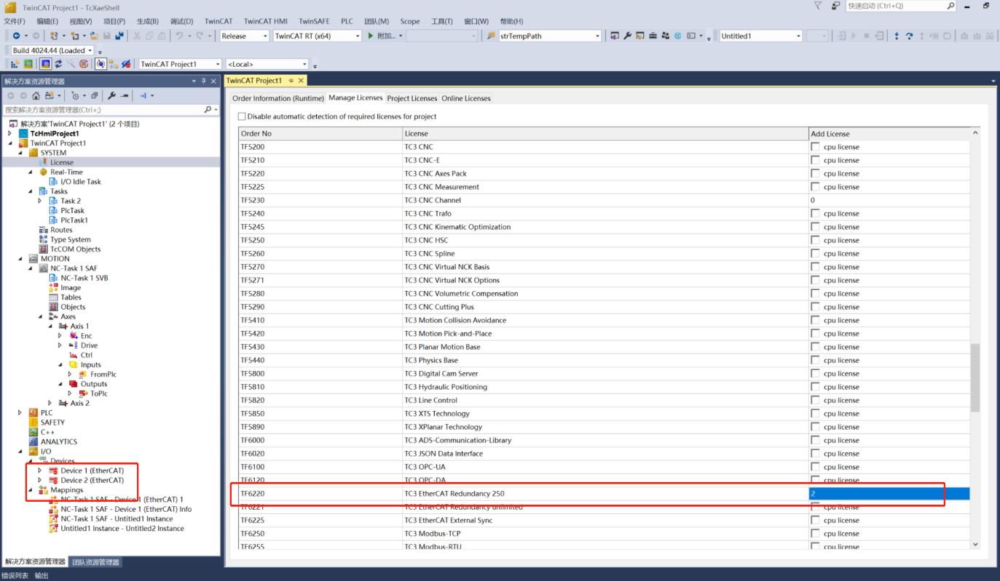 TwinCAT Project1 - TcXaeShell
快速启动 (Ctrl+Q)
文件(F) 编辑(E) 视图(V) 项目(P) 生成(B) 调试(D) TwinCAT TwinCAT HMI TwinSAFE PLC 团队(M) Scope 工具(T) 窗口(W) 帮助(H)
Release TwinCAT RT (x64) 附加... strTempPath Untitled1
Build 4024.44 (Loaded
TwinCAT Project1 <Local>
解决方案资源管理器
搜索解决方案资源管理器(Ctrl+;)
解决方案'TwinCAT Project1' (2 个项目)
TcHmiProject1
TwinCAT Project1
SYSTEM
License
Real-Time
I/O Idle Task
Tasks
Task 2
PlcTask
PlcTask1
Routes
Type System
TcCOM Objects
MOTION
NC-Task 1 SAF
NC-Task 1 SVB
Image
Tables
Objects
Axes
Axis 1
Enc
Drive
Ctrl
Inputs
FromPlc
Outputs
ToPlc
Axis 2
PLC
SAFETY
C++
ANALYTICS
I/O
Devices
Device 1 (EtherCAT)
Device 2 (EtherCAT)
Mappings
NC-Task 1 SAF - Device 1 (EtherCAT) 1
NC-Task 1 SAF - Device 1 (EtherCAT) Info
NC-Task 1 SAF - Untitled1 Instance
Untitled1 Instance - Untitled2 Instance
解决方案资源管理器 团队资源管理器
TwinCAT Project1
Order Information (Runtime) Manage Licenses Project Licenses Online Licenses
Disable automatic detection of required licenses for project
Order No License Add License
TF5200 TC3 CNC cpu license
TF5210 TC3 CNC-E cpu license
TF5220 TC3 CNC Axes Pack cpu license
TF5225 TC3 CNC Measurement cpu license
TF5230 TC3 CNC Channel 0
TF5240 TC3 CNC Trafo cpu license
TF5245 TC3 CNC Kinematic Optimization cpu license
TF5250 TC3 CNC HSC cpu license
TF5260 TC3 CNC Spline cpu license
TF5270 TC3 CNC Virtual NCK Basis cpu license
TF5271 TC3 CNC Virtual NCK Options cpu license
TF5280 TC3 CNC Volumetric Compensation cpu license
TF5290 TC3 CNC Cutting Plus cpu license
TF5410 TC3 Motion Collision Avoidance cpu license
TF5420 TC3 Motion Pick-and-Place cpu license
TF5430 TC3 Planar Motion Base cpu license
TF5440 TC3 Physics Base cpu license
TF5800 TC3 Digital Cam Server cpu license
TF5810 TC3 Hydraulic Positioning cpu license
TF5820 TC3 Line Control cpu license
TF5850 TC3 XTS Technology cpu license
TF5890 TC3 XPlanar Technology cpu license
TF6000 TC3 ADS-Communication-Library cpu license
TF6020 TC3 JSON Data Interface cpu license
TF6100 TC3 OPC-UA cpu license
TF6120 TC3 OPC-DA cpu license
TF6220 TC3 EtherCAT Redundancy 250 2
TF6221 TC3 EtherCAT Redundancy unlimited cpu license
TF6225 TC3 EtherCAT External Sync cpu license
TF6250 TC3 Modbus-TCP cpu license
TF6255 TC3 Modbus-RTU cpu license
错误列表 输出